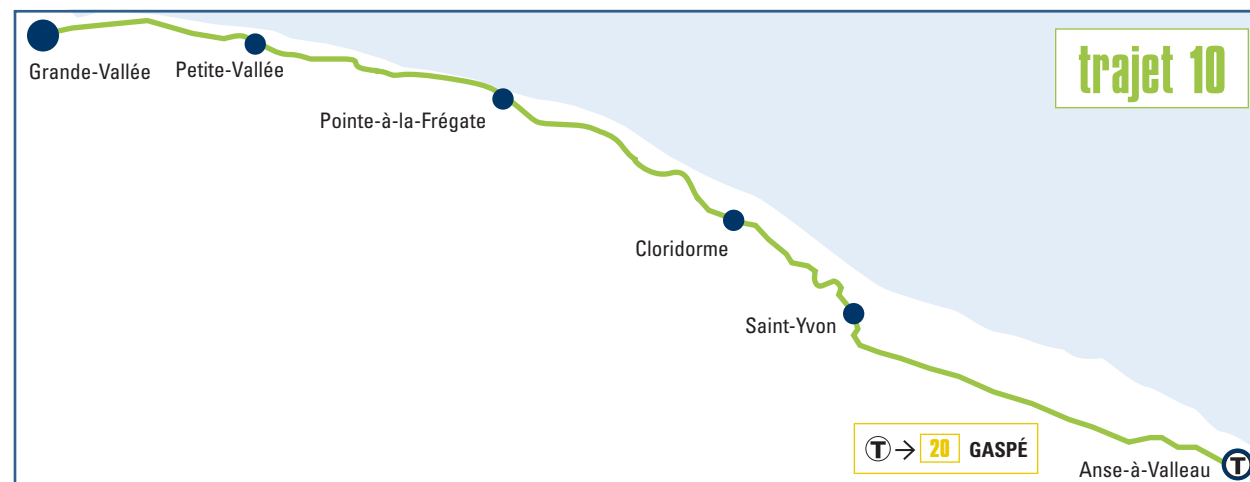 trajet 10
Grande-Vallée
Petite-Vallée
Pointe-à-la-Frégate
Cloridorme
Saint-Yvon
T → 20 GASPÉ
Anse-à-Valleau T